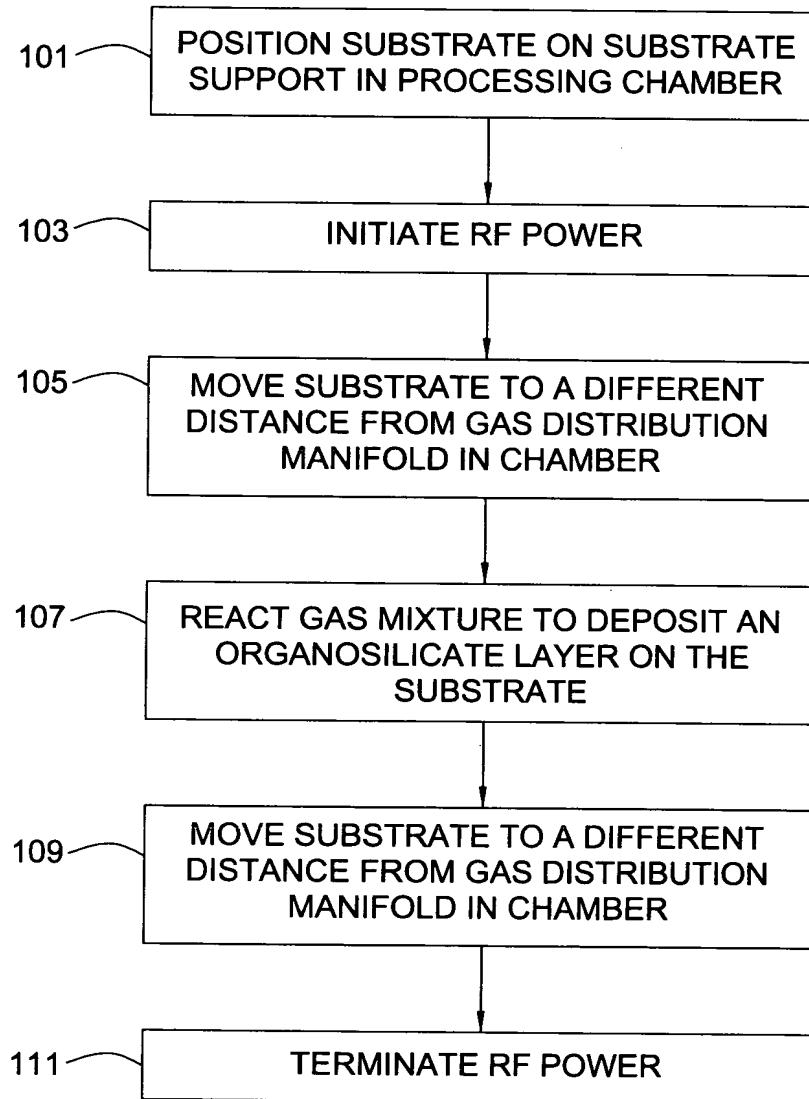 101
POSITION SUBSTRATE ON SUBSTRATE
SUPPORT IN PROCESSING CHAMBER
103
INITIATE RF POWER
105
MOVE SUBSTRATE TO A DIFFERENT
DISTANCE FROM GAS DISTRIBUTION
MANIFOLD IN CHAMBER
107
REACT GAS MIXTURE TO DEPOSIT AN
ORGANOSILICATE LAYER ON THE
SUBSTRATE
109
MOVE SUBSTRATE TO A DIFFERENT
DISTANCE FROM GAS DISTRIBUTION
MANIFOLD IN CHAMBER
111
TERMINATE RF POWER